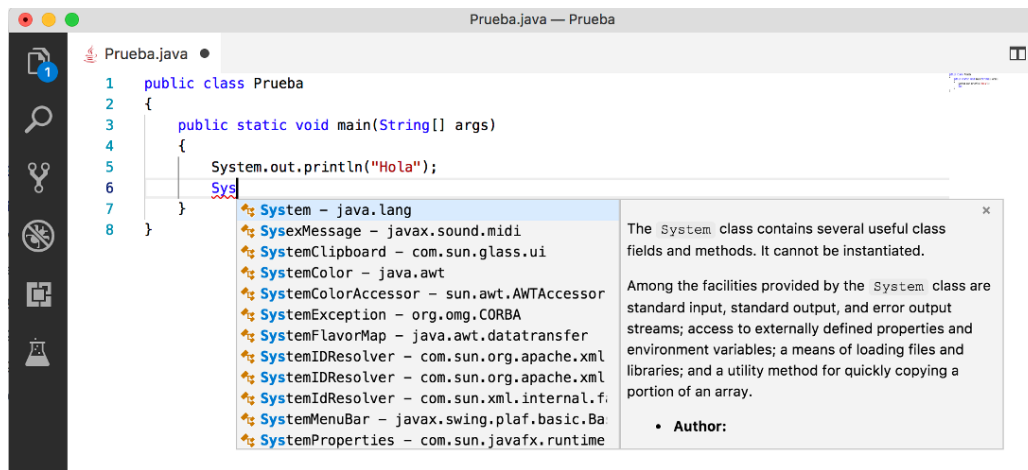 Prueba.java — Prueba
1
Prueba.java ●
1 public class Prueba
2 {
3 public static void main(String[] args)
4 {
5 System.out.println("Hola");
6 Sys
7 }
8 }
System – java.lang
SysexMessage – javax.sound.midi
SystemClipboard – com.sun.glass.ui
SystemColor – java.awt
SystemColorAccessor – sun.awt.AWTAccessor
SystemException – org.omg.CORBA
SystemFlavorMap – java.awt.datatransfer
SystemIDResolver – com.sun.org.apache.xml
SystemIDResolver – com.sun.org.apache.xml
SystemIdResolver – com.sun.xml.internal.f
SystemMenuBar – javax.swing.plaf.basic.Ba
SystemProperties – com.sun.javafx.runtime
×
The System class contains several useful class
fields and methods. It cannot be instantiated.
Among the facilities provided by the System class are
standard input, standard output, and error output
streams; access to externally defined properties and
environment variables; a means of loading files and
libraries; and a utility method for quickly copying a
portion of an array.
• Author: